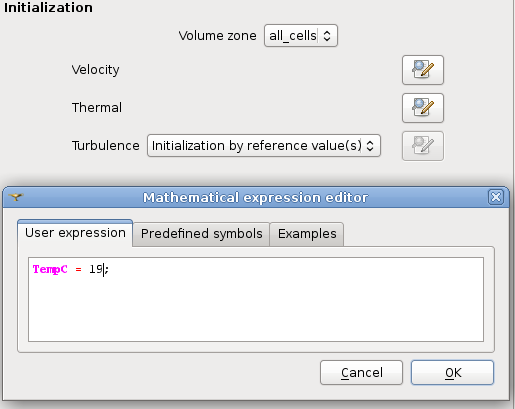 Initialization
Volume zone all_cells
Velocity
Thermal
Turbulence Initialization by reference value(s)
Mathematical expression editor
User expression Predefined symbols Examples
TempC = 19;
Cancel OK